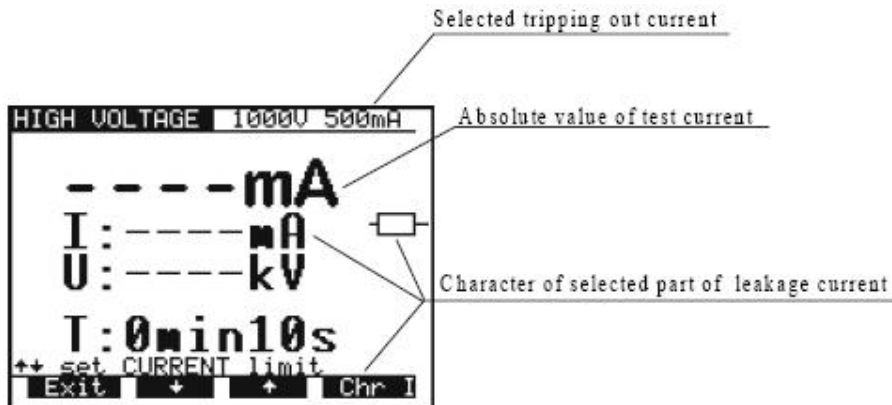 Selected tripping out current
HIGH VOLTAGE 1000V 500mA
Absolute value of test current
----mA
I:----mA
U:----kV
Character of selected part of leakage current
T:0min10s
↑↓ set CURRENT limit
Exit ↓ ↑ Chr I